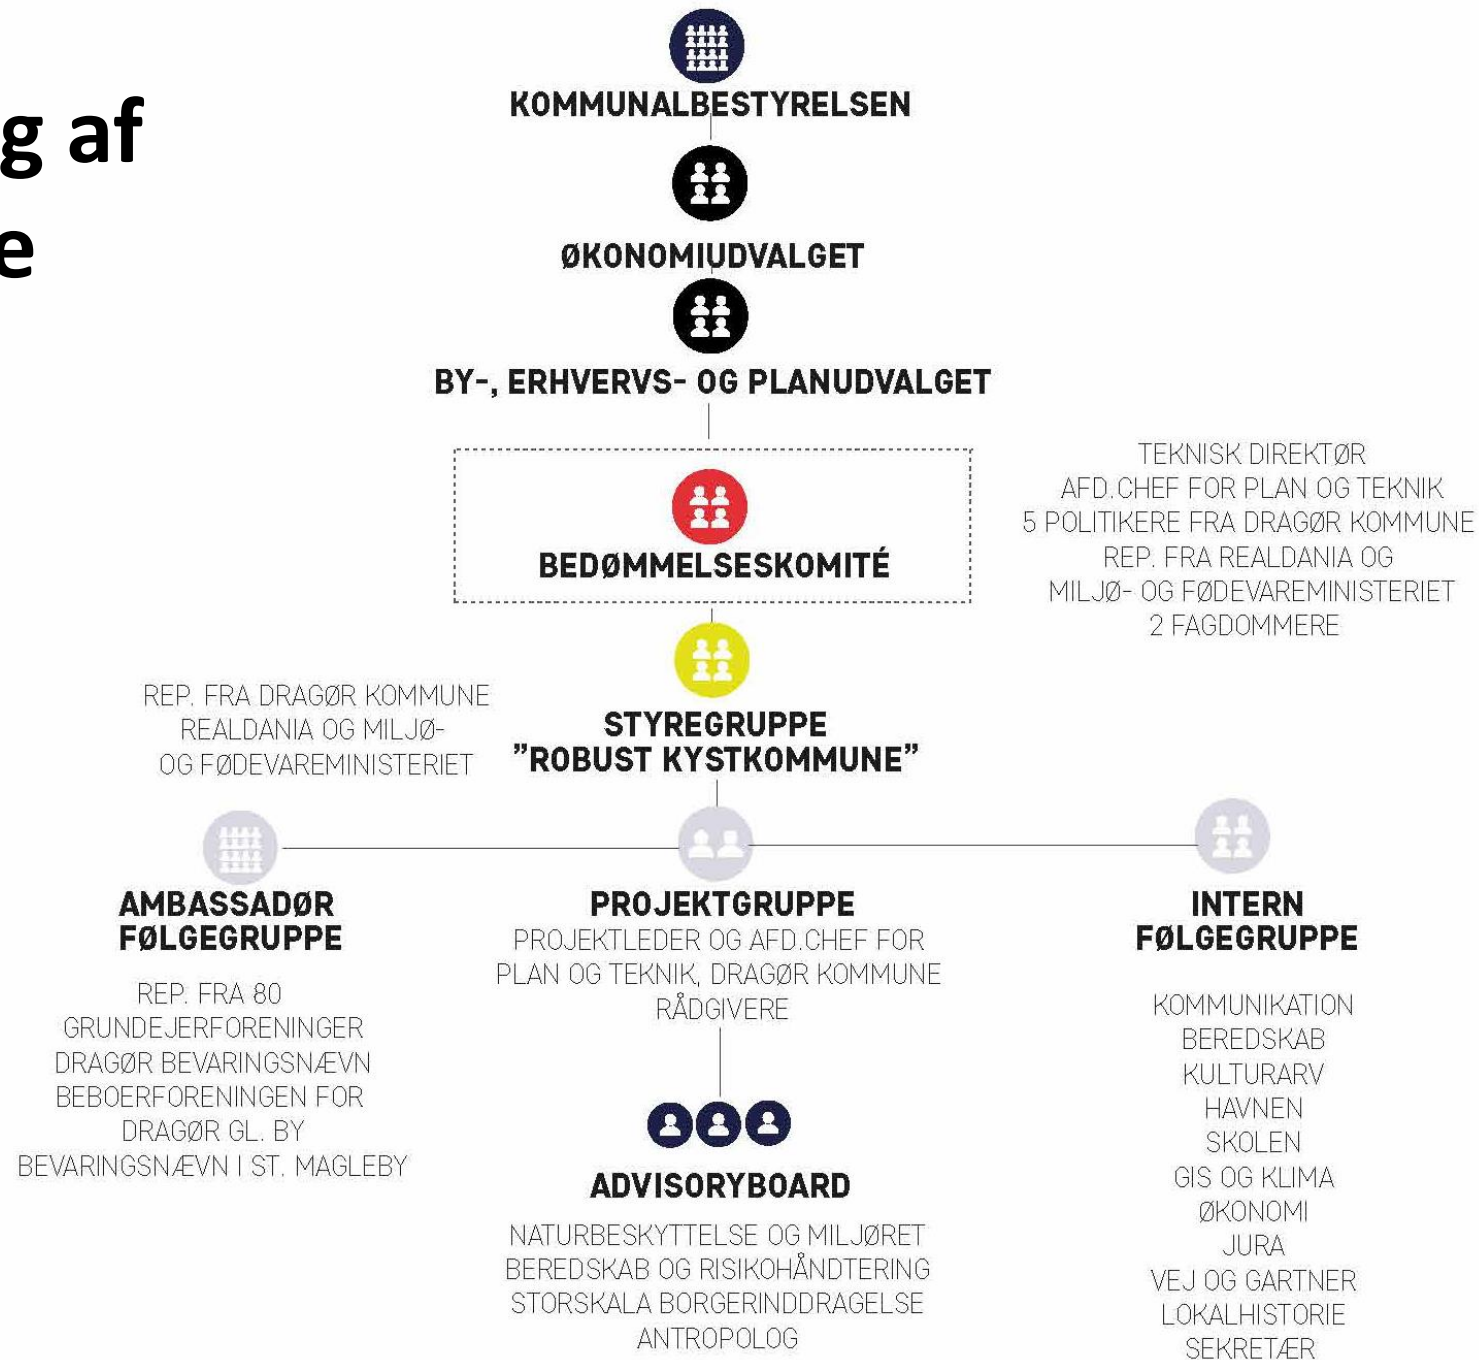 g af
e
KOMMUNALBESTYRELSEN
ØKONOMIUDVALGET
BY-, ERHVERVS- OG PLANUDVALGET
BEDØMMELSESKOMITÉ
TEKNISK DIREKTØR
AFD.CHEF FOR PLAN OG TEKNIK
5 POLITIKERE FRA DRAGØR KOMMUNE
REP. FRA REALDANIA OG
MILJØ- OG FØDEVAREMINISTERIET
2 FAGDOMMERE
REP. FRA DRAGØR KOMMUNE
REALDANIA OG MILJØ-
OG FØDEVAREMINISTERIET
STYREGRUPPE
”ROBUST KYSTKOMMUNE”
AMBASSADØR
FØLGEGRUPPE
REP. FRA 80
GRUNDEJERFORENINGER
DRAGØR BEVARINGSNÆVN
BEBOERFORENINGEN FOR
DRAGØR GL. BY
BEVARINGSNÆVN I ST. MAGLEBY
PROJEKTGRUPPE
PROJEKTLEDER OG AFD.CHEF FOR
PLAN OG TEKNIK, DRAGØR KOMMUNE
RÅDGIVERE
ADVISORYBOARD
NATURBESKYTTELSE OG MILJØRET
BEREDSKAB OG RISIKOHÅNDTERING
STORSKALA BORGERINDDRAGELSE
ANTROPOLOG
INTERN
FØLGEGRUPPE
KOMMUNIKATION
BEREDSKAB
KULTURARV
HAVNEN
SKOLEN
GIS OG KLIMA
ØKONOMI
JURA
VEJ OG GARTNER
LOKALHISTORIE
SEKRETÆR